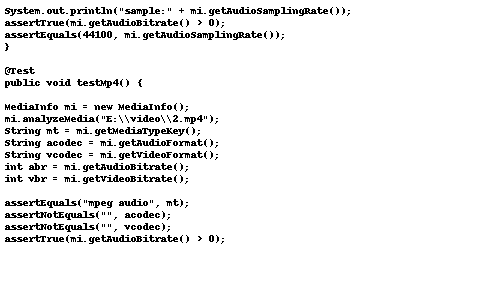 System.out.println("sample:" + mi.getAudioSamplingRate());
assertTrue(mi.getAudioBitrate() > 0);
assertEquals(44100, mi.getAudioSamplingRate());
}

@Test
public void testMp4() {

MediaInfo mi = new MediaInfo();
mi.analyzeMedia("E:\\video\\2.mp4");
String mt = mi.getMediaTypeKey();
String acodec = mi.getAudioFormat();
String vcodec = mi.getVideoFormat();
int abr = mi.getAudioBitrate();
int vbr = mi.getVideoBitrate();

assertEquals("mpeg audio", mt);
assertNotEquals("", acodec);
assertNotEquals("", vcodec);
assertTrue(mi.getAudioBitrate() > 0);